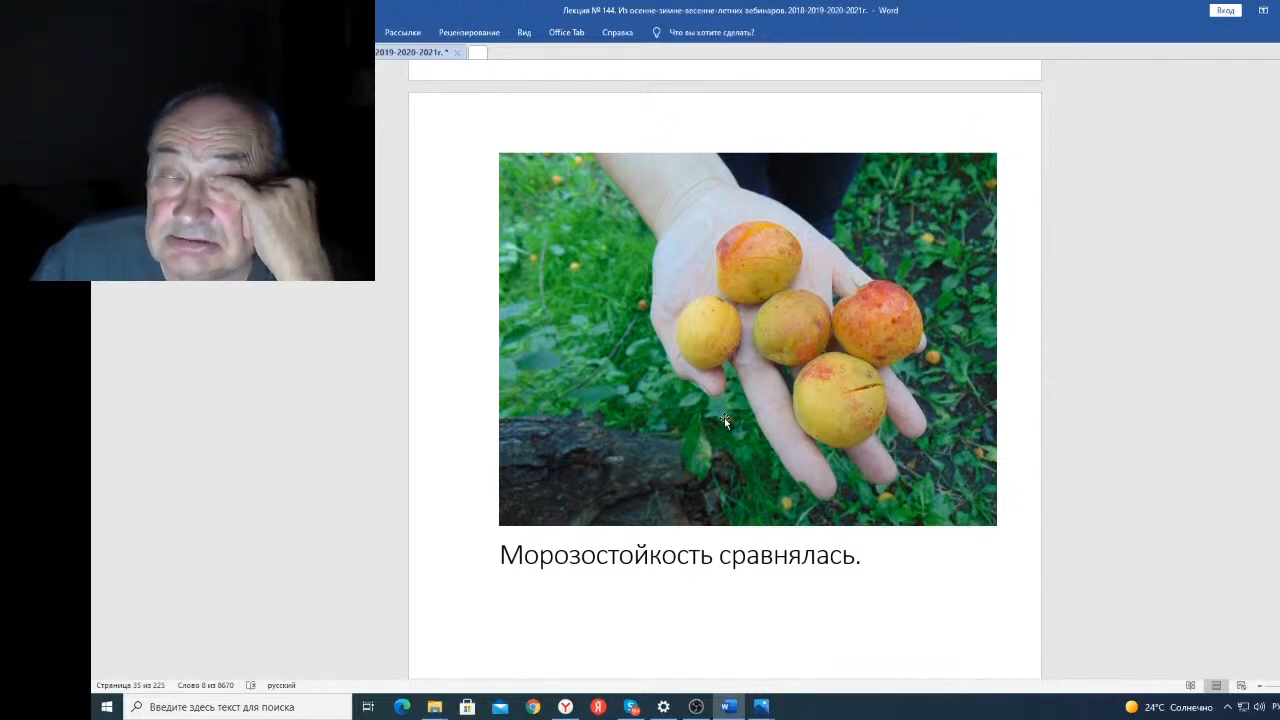 Лекция № 144. Из осенне-зимне-весенне-летних вебинаров. 2018-2019-2020-2021г. - Word
Вход
Рассылки Рецензирование Вид Office Tab Справка Что вы хотите сделать?
2019-2020-2021г. *
Морозостойкость сравнялась.
Страница 35 из 225 Слово 8 из 8670 русский
Введите здесь текст для поиска
24°C Солнечно